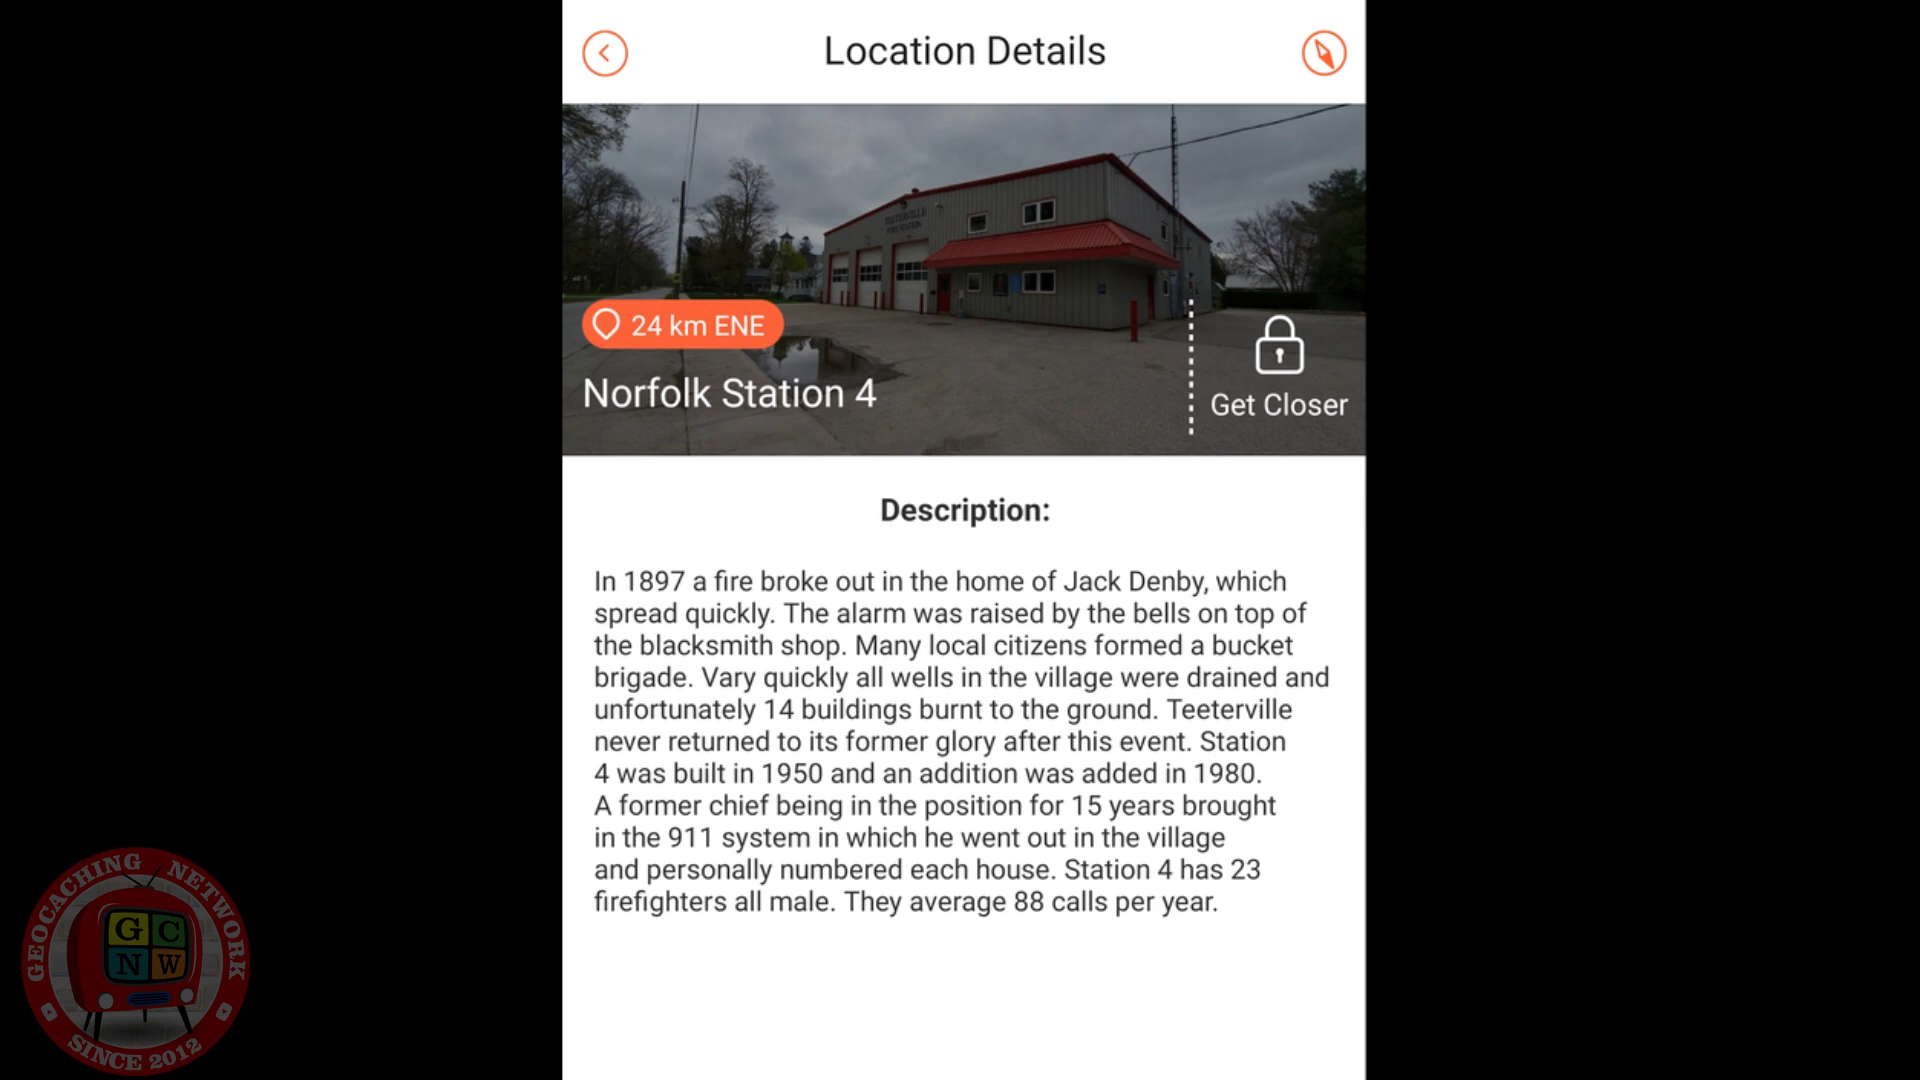 Location Details
TEETERVILLE
FIRE STATION
24 km ENE
Norfolk Station 4
Get Closer
Description:
In 1897 a fire broke out in the home of Jack Denby, which
spread quickly. The alarm was raised by the bells on top of
the blacksmith shop. Many local citizens formed a bucket
brigade. Vary quickly all wells in the village were drained and
unfortunately 14 buildings burnt to the ground. Teeterville
never returned to its former glory after this event. Station
4 was built in 1950 and an addition was added in 1980.
A former chief being in the position for 15 years brought
in the 911 system in which he went out in the village
and personally numbered each house. Station 4 has 23
firefighters all male. They average 88 calls per year.
GEOCACHING NETWORK
G C
N W
SINCE 2012